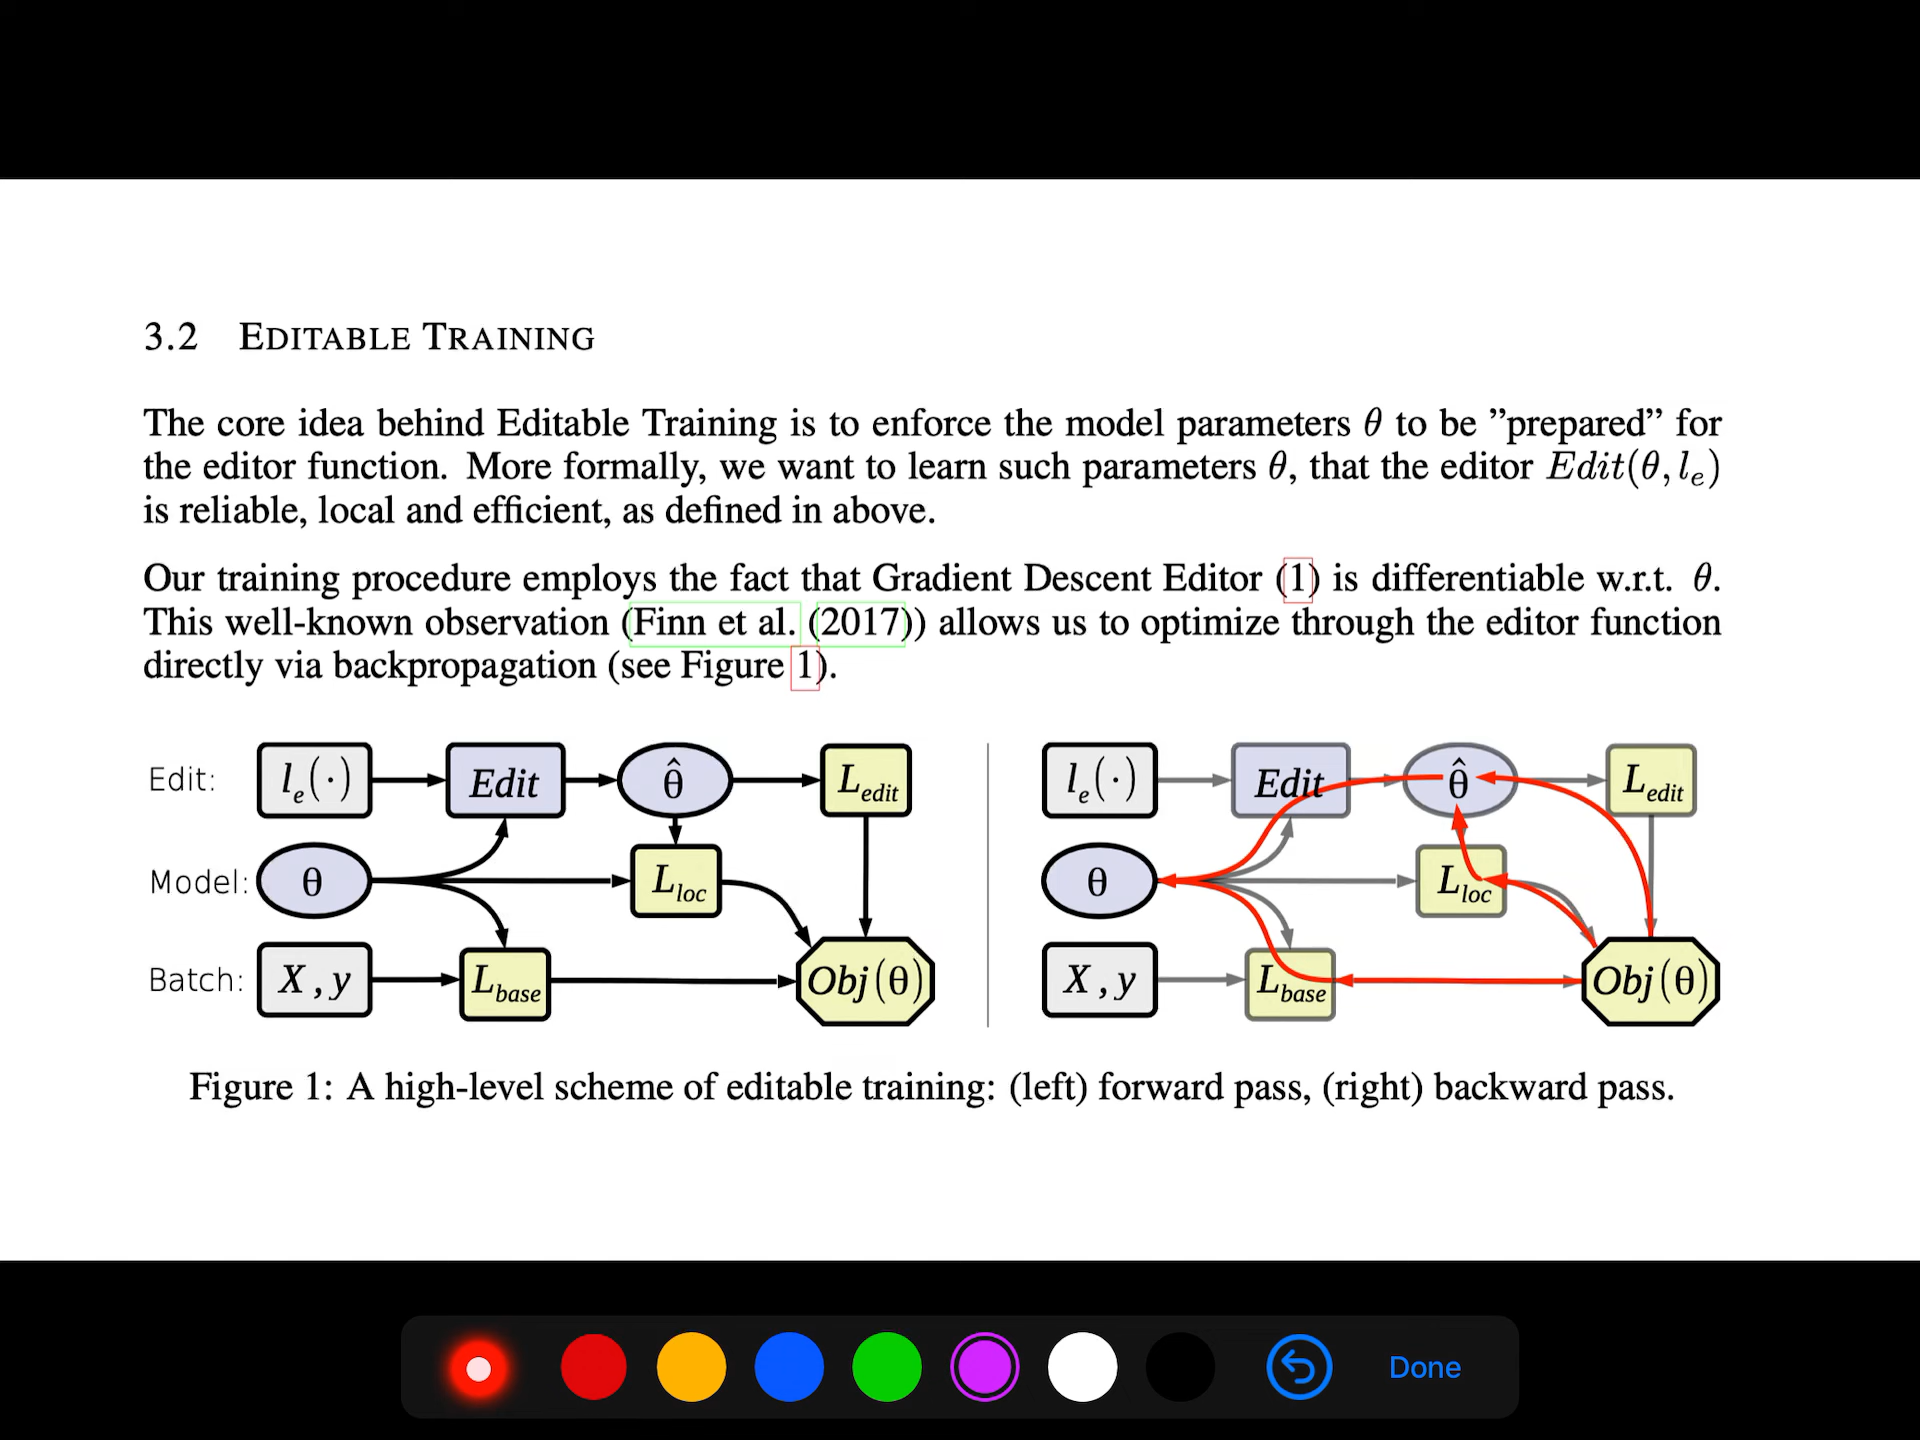 3.2 EDITABLE TRAINING
The core idea behind Editable Training is to enforce the model parameters θ to be ”prepared” for
the editor function. More formally, we want to learn such parameters θ, that the editor Edit(θ, lₑ)
is reliable, local and efficient, as defined in above.
Our training procedure employs the fact that Gradient Descent Editor (1) is differentiable w.r.t. θ.
This well-known observation (Finn et al. (2017)) allows us to optimize through the editor function
directly via backpropagation (see Figure 1).
Edit: lₑ(·) Edit θ̂ L_edit lₑ(·) Edit θ̂ L_edit
Model: θ L_loc θ L_loc
Batch: X, y L_base Obj(θ) X, y L_base Obj(θ)
Figure 1: A high-level scheme of editable training: (left) forward pass, (right) backward pass.
Done